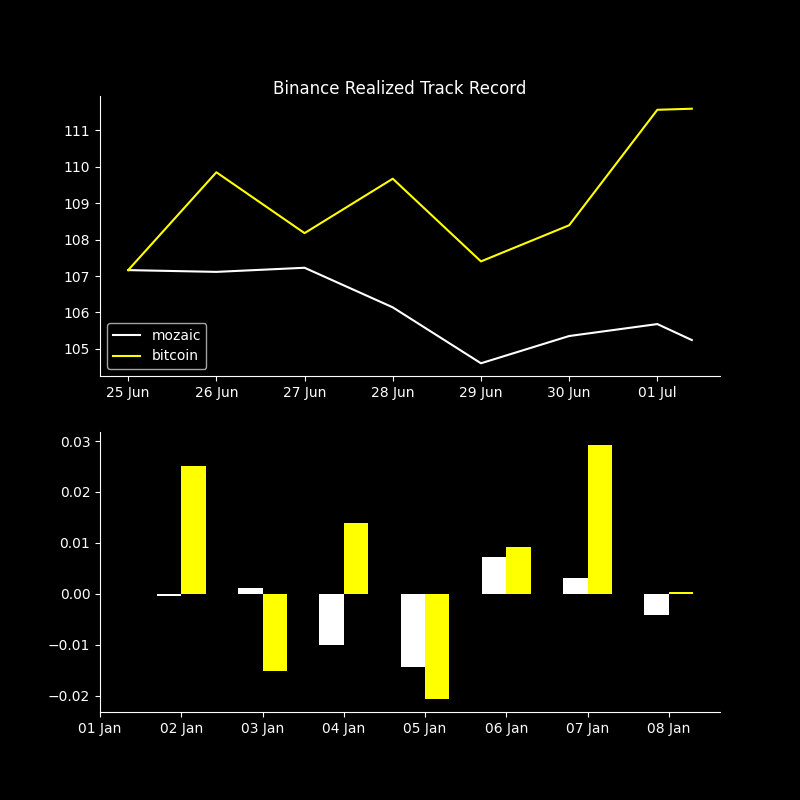 Binance Realized Track Record
111
110
109
108
107
106
105
mozaic
bitcoin
25 Jun 26 Jun 27 Jun 28 Jun 29 Jun 30 Jun 01 Jul
0.03
0.02
0.01
0.00
−0.01
−0.02
01 Jan 02 Jan 03 Jan 04 Jan 05 Jan 06 Jan 07 Jan 08 Jan